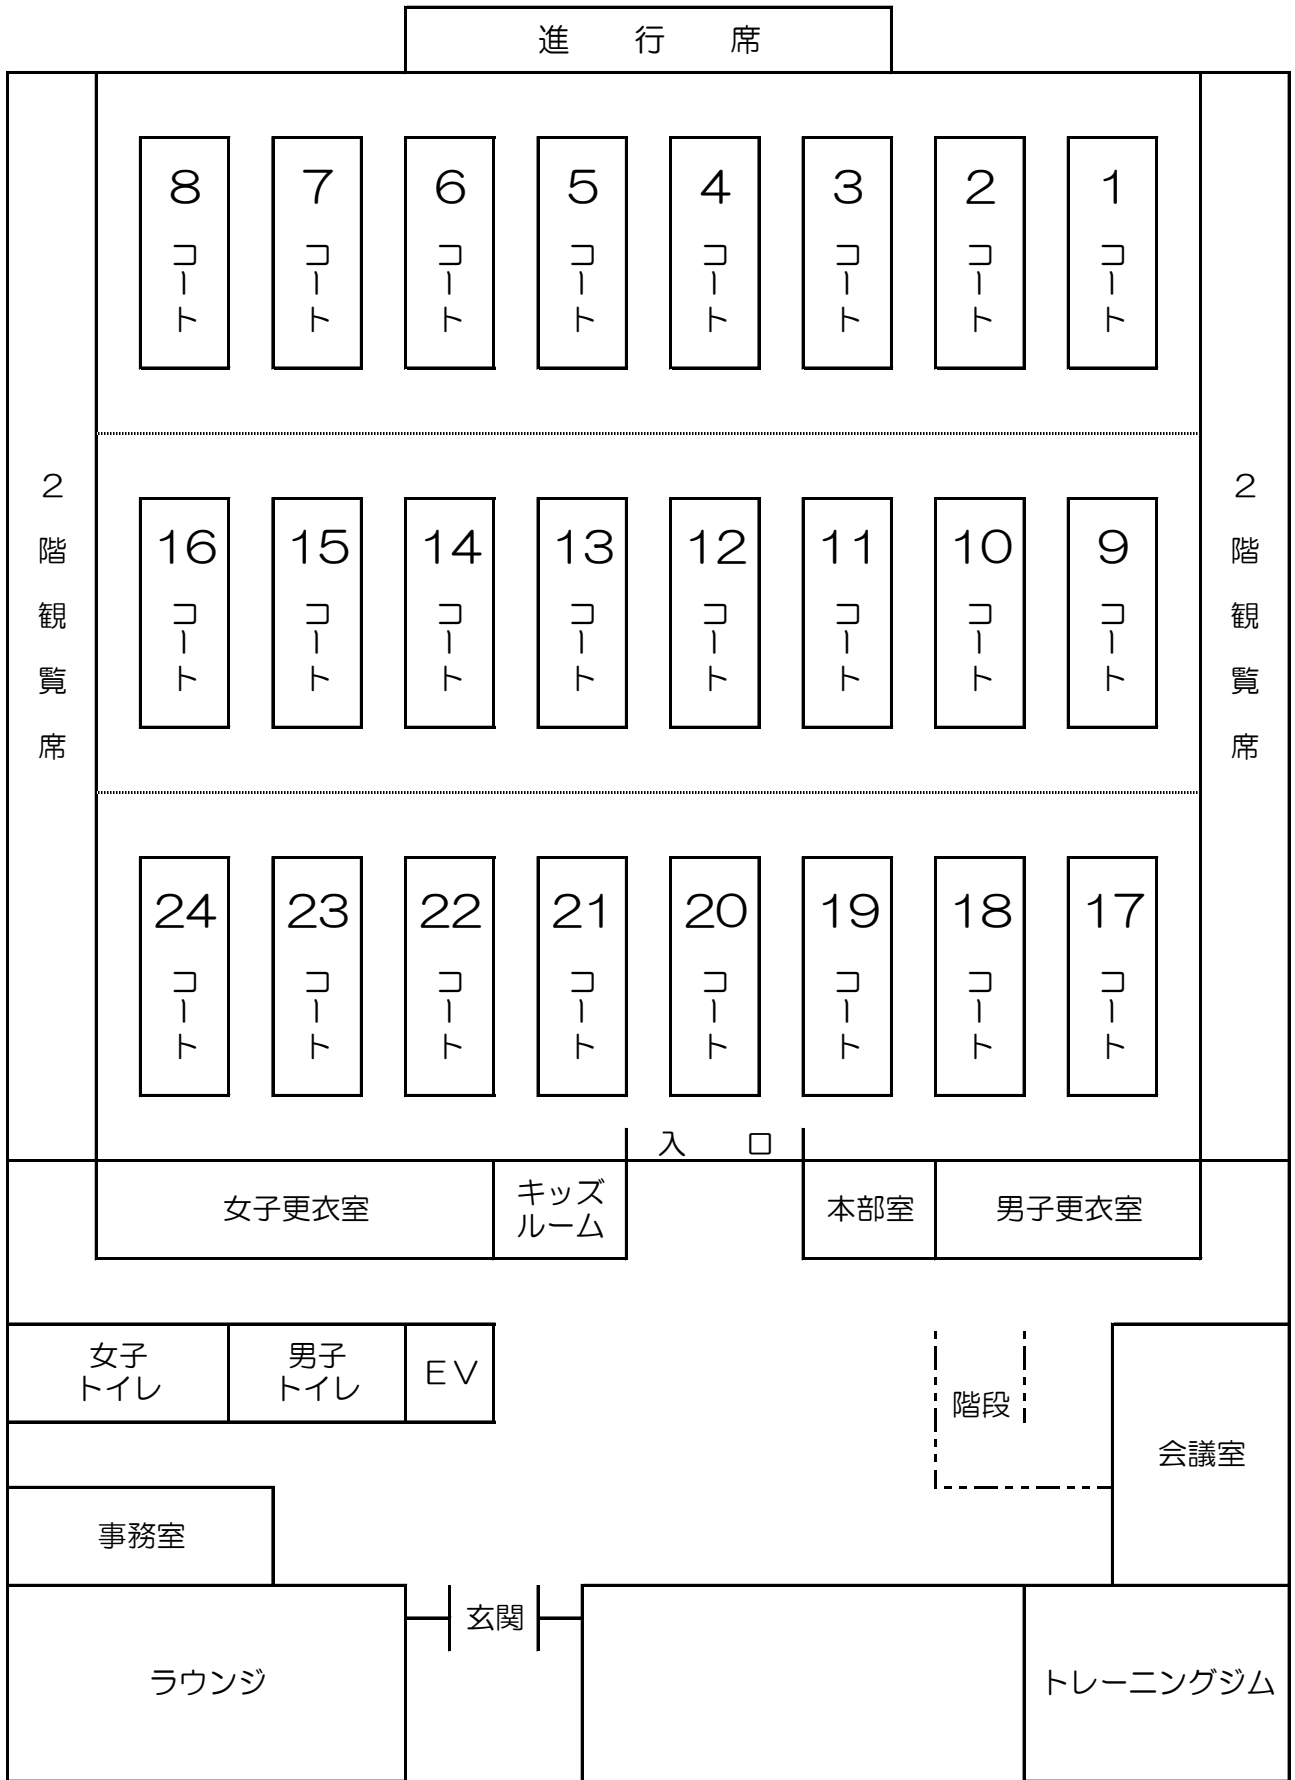 進行席
8 コート
7 コート
6 コート
5 コート
4 コート
3 コート
2 コート
1 コート
2階観覧席
2階観覧席
16 コート
15 コート
14 コート
13 コート
12 コート
11 コート
10 コート
9 コート
24 コート
23 コート
22 コート
21 コート
20 コート
19 コート
18 コート
17 コート
入口
女子更衣室
キッズ
ルーム
本部室
男子更衣室
女子
トイレ
男子
トイレ
EV
階段
会議室
事務室
玄関
ラウンジ
トレーニングジム